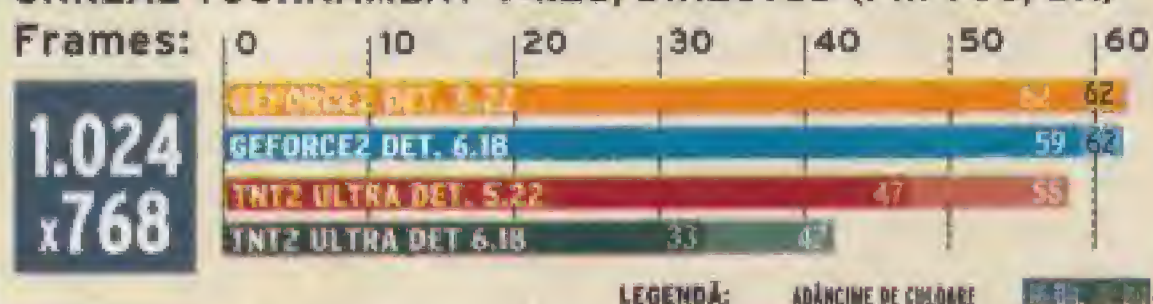 Frames: 0 10 20 30 40 50 60
1.024
x768
GEFORCE2 DET. 5.22 62
GEFORCE2 DET. 6.18 59 62
TNT2 ULTRA DET. 5.22 47 55
TNT2 ULTRA DET 6.18 33 42
LEGENDĂ: ADÂNCIME DE CULOARE